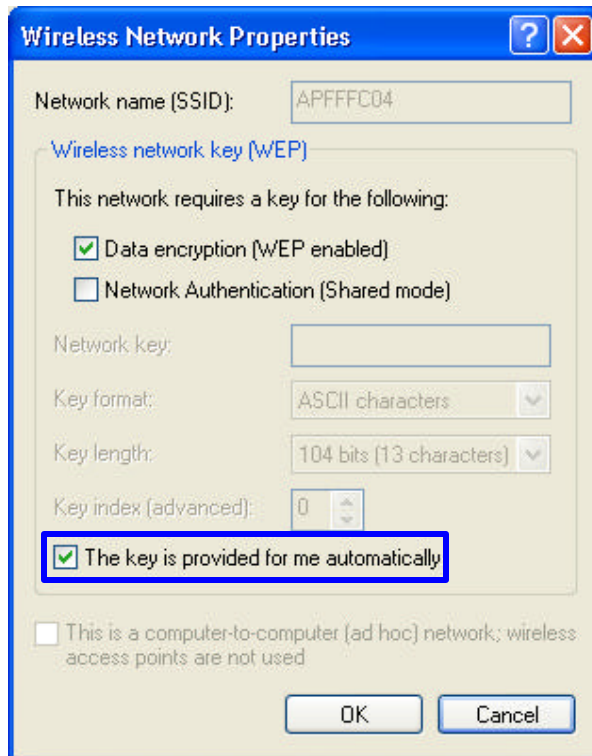 Wireless Network Properties
Network name (SSID):
APFFFC04
Wireless network key (WEP)
This network requires a key for the following:
Data encryption (WEP enabled)
Network Authentication (Shared mode)
Network key:
Key format:
ASCII characters
Key length:
104 bits (13 characters)
Key index (advanced):
0
The key is provided for me automatically
This is a computer-to-computer (ad hoc) network; wireless
access points are not used
OK
Cancel